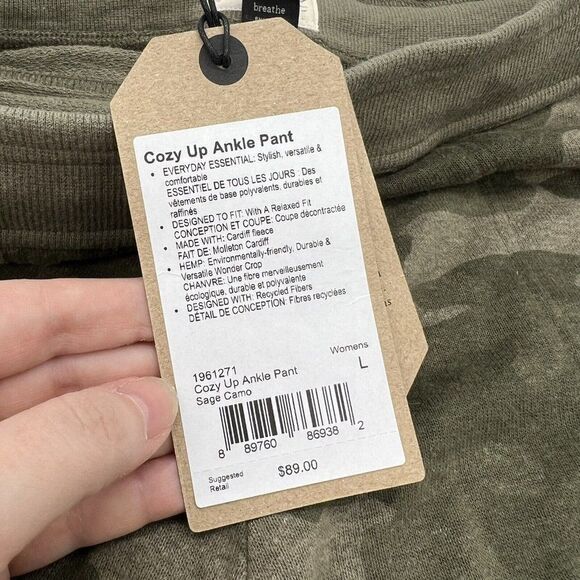 breathe
Cozy Up Ankle Pant
• EVERYDAY ESSENTIAL: Stylish, versatile &
comfortable
ESSENTIEL DE TOUS LES JOURS : Des
vêtements de base polyvalents, durables et
raffinés
• DESIGNED TO FIT: With A Relaxed Fit
CONCEPTION ET COUPE: Coupe décontractée
• MADE WITH: Cardiff fleece
FAIT DE: Molleton Cardiff
• HEMP: Environmentally-friendly, Durable &
Versatile Wonder Crop
CHANVRE: Une fibre merveilleusement
écologique, durable et polyvalente
• DESIGNED WITH: Recycled Fibers
DÉTAIL DE CONCEPTION: Fibres recyclées
1961271
Womens
Cozy Up Ankle Pant
L
Sage Camo
8 89760 86938 2
Suggested
Retail
$89.00